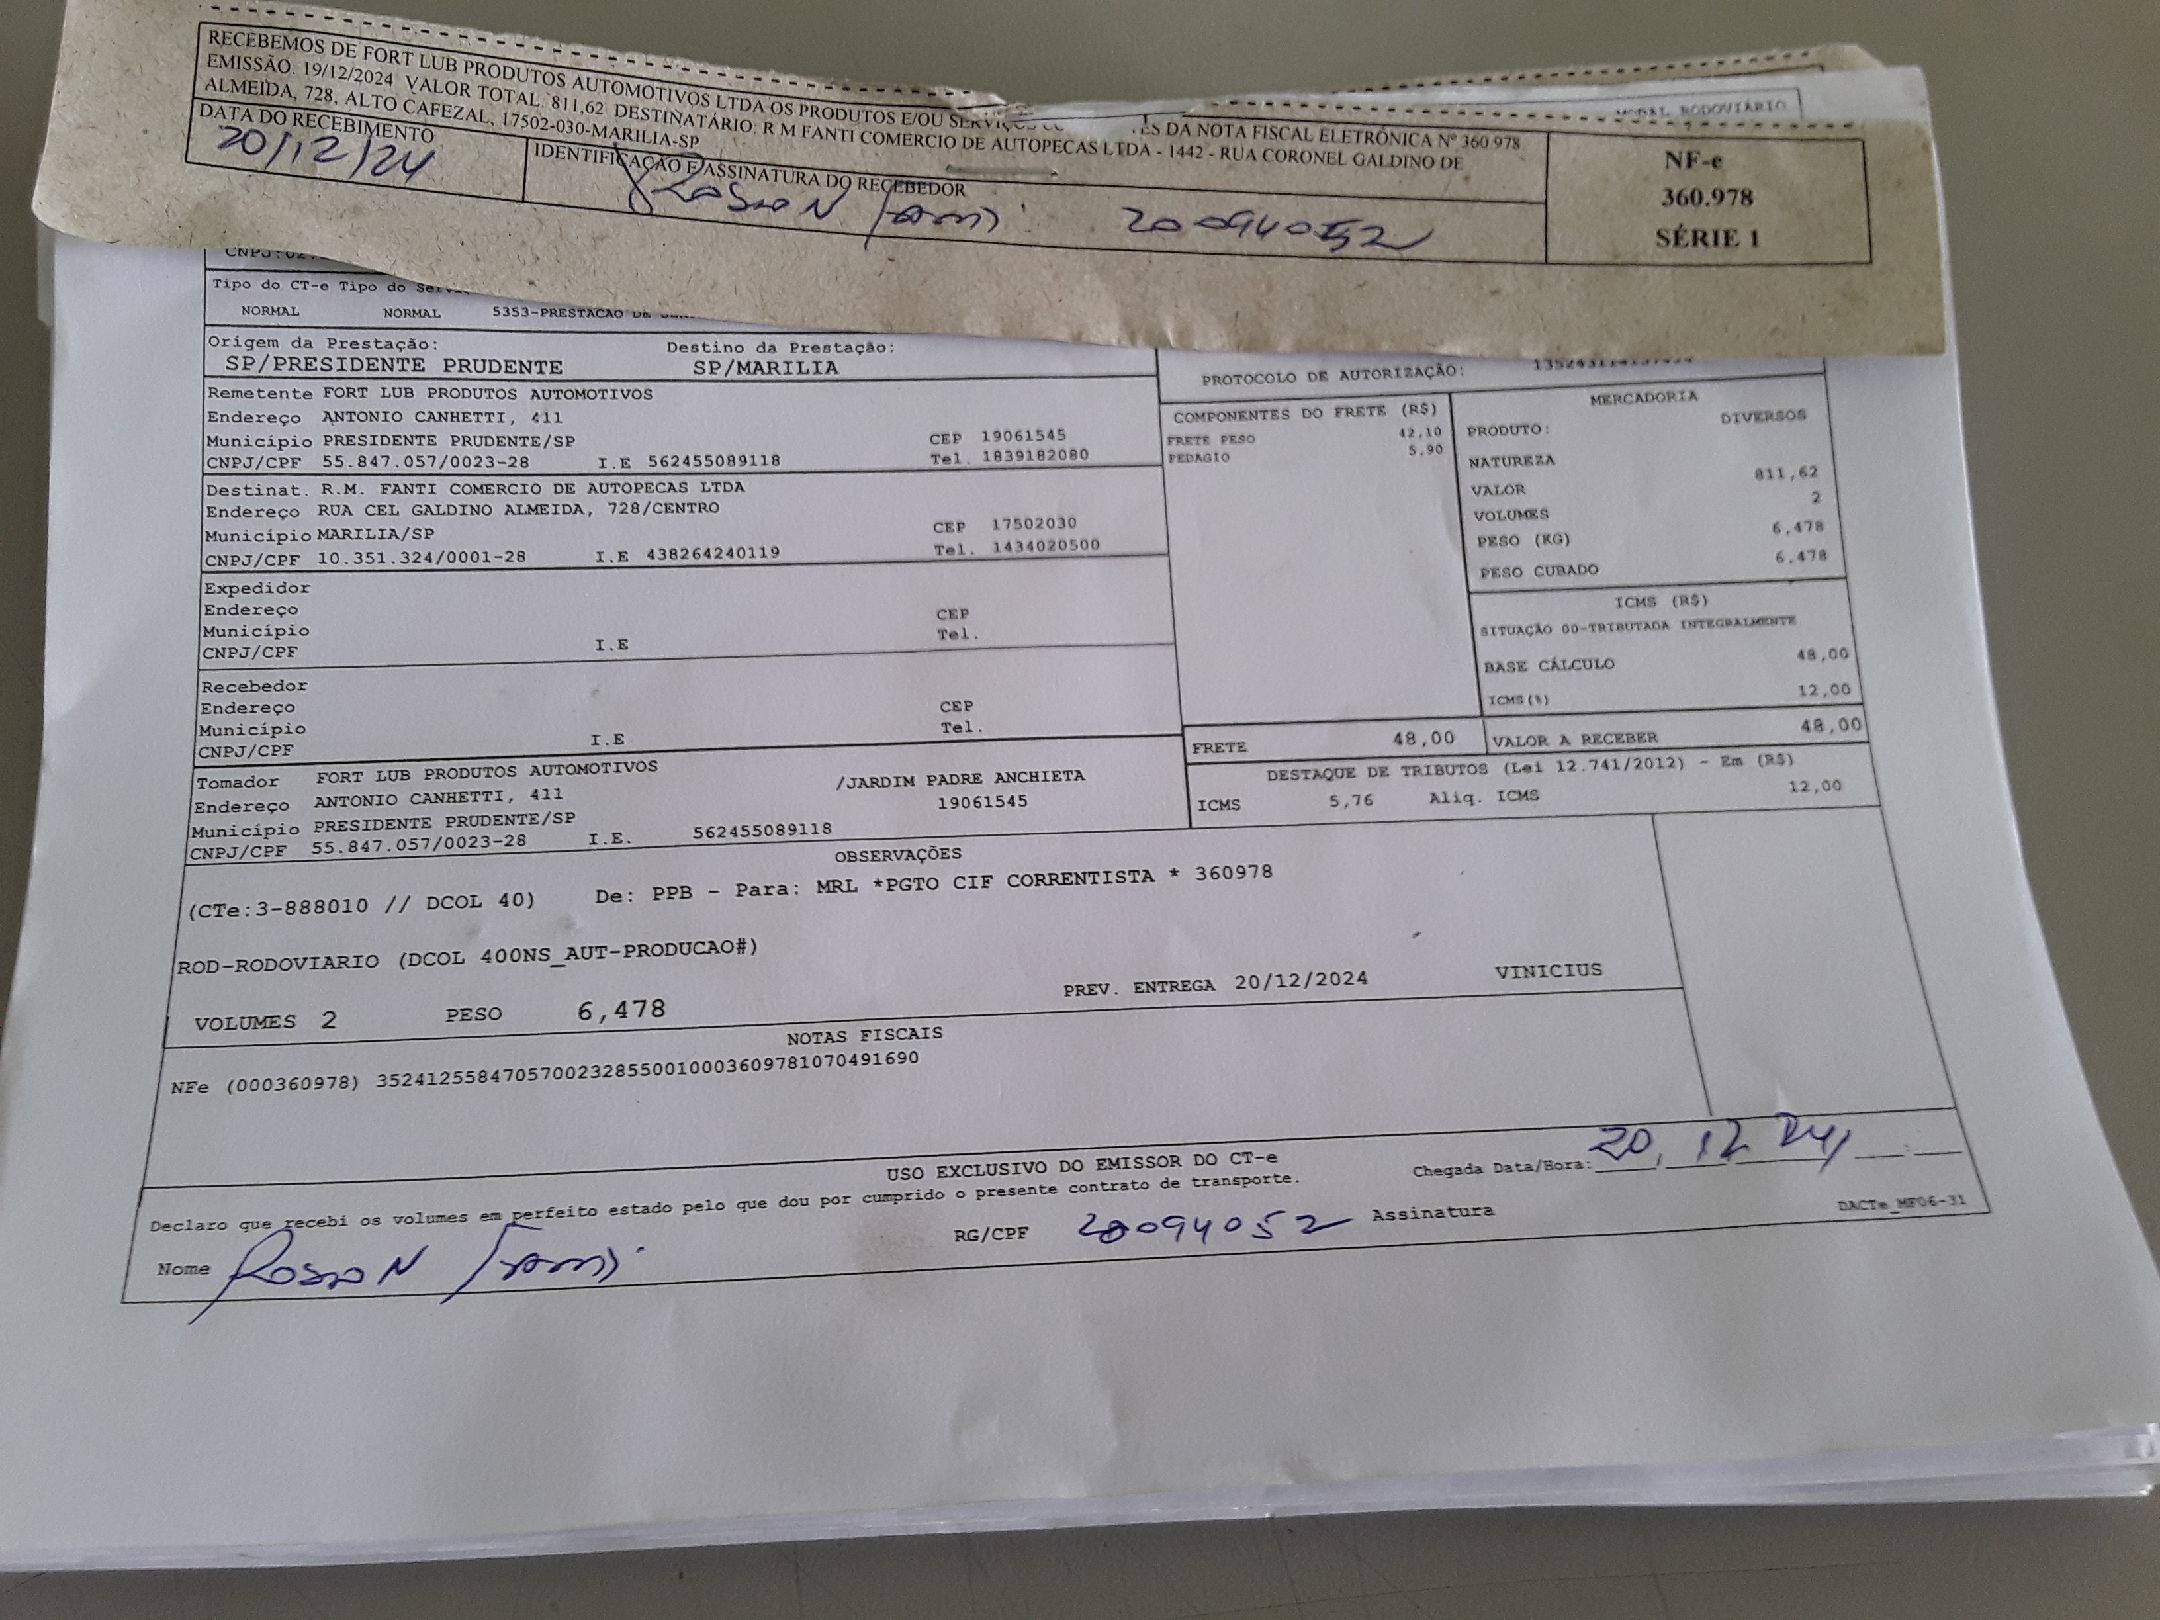 RECEBEMOS DE FORT LUB PRODUTOS AUTOMOTIVOS LTDA OS PRODUTOS E/OU SERVIÇOS DA NOTA FISCAL ELETRÔNICA Nº 360.978
EMISSÃO: 19/12/2024 VALOR TOTAL: 811,62 DESTINATÁRIO: R M FANTI COMERCIO DE AUTOPECAS LTDA - 1442 - RUA CORONEL GALDINO DE
ALMEIDA, 728, ALTO CAFEZAL, 17502-030-MARILIA-SP
DATA DO RECEBIMENTO
20/12/24
IDENTIFICAÇÃO E ASSINATURA DO RECEBEDOR
20094052
NF-e
360.978
SÉRIE 1
MODAL RODOVIÁRIO
Tipo do CT-e Tipo do
NORMAL NORMAL 5353-PRESTACAO DE
Origem da Prestação: Destino da Prestação:
SP/PRESIDENTE PRUDENTE SP/MARILIA
PROTOCOLO DE AUTORIZAÇÃO:
Remetente FORT LUB PRODUTOS AUTOMOTIVOS
Endereço ANTONIO CANHETTI, 411
Município PRESIDENTE PRUDENTE/SP CEP 19061545
CNPJ/CPF 55.847.057/0023-28 I.E 562455089118 Tel. 1839182080
Destinat. R.M. FANTI COMERCIO DE AUTOPECAS LTDA
Endereço RUA CEL GALDINO ALMEIDA, 728/CENTRO
Município MARILIA/SP CEP 17502030
CNPJ/CPF 10.351.324/0001-28 I.E 438264240119 Tel. 1434020500
Expedidor
Endereço CEP
Município Tel.
CNPJ/CPF I.E
Recebedor
Endereço CEP
Município Tel.
CNPJ/CPF I.E
Tomador FORT LUB PRODUTOS AUTOMOTIVOS /JARDIM PADRE ANCHIETA
Endereço ANTONIO CANHETTI, 411 19061545
Município PRESIDENTE PRUDENTE/SP
CNPJ/CPF 55.847.057/0023-28 I.E. 562455089118
COMPONENTES DO FRETE (R$)
FRETE PESO 42,10
PEDAGIO 5,90
MERCADORIA
PRODUTO: DIVERSOS
NATUREZA
VALOR 811,62
VOLUMES 2
PESO (KG) 6,478
PESO CUBADO 6,478
ICMS (R$)
SITUAÇÃO 00-TRIBUTADA INTEGRALMENTE
BASE CÁLCULO 48,00
ICMS(%) 12,00
FRETE 48,00 VALOR A RECEBER 48,00
DESTAQUE DE TRIBUTOS (Lei 12.741/2012) - Em (R$)
ICMS 5,76 Aliq. ICMS 12,00
OBSERVAÇÕES
(CTe:3-888010 // DCOL 40) De: PPB - Para: MRL *PGTO CIF CORRENTISTA * 360978
ROD-RODOVIARIO (DCOL 400NS_AUT-PRODUCAO#)
VOLUMES 2 PESO 6,478 PREV. ENTREGA 20/12/2024 VINICIUS
NOTAS FISCAIS
NFe (000360978) 35241255847057002328550010003609781070491690
USO EXCLUSIVO DO EMISSOR DO CT-e
Chegada Data/Hora: 20, 12 24
Declaro que recebi os volumes em perfeito estado pelo que dou por cumprido o presente contrato de transporte.
Nome RG/CPF 20094052 Assinatura
DACTe_MF06-31